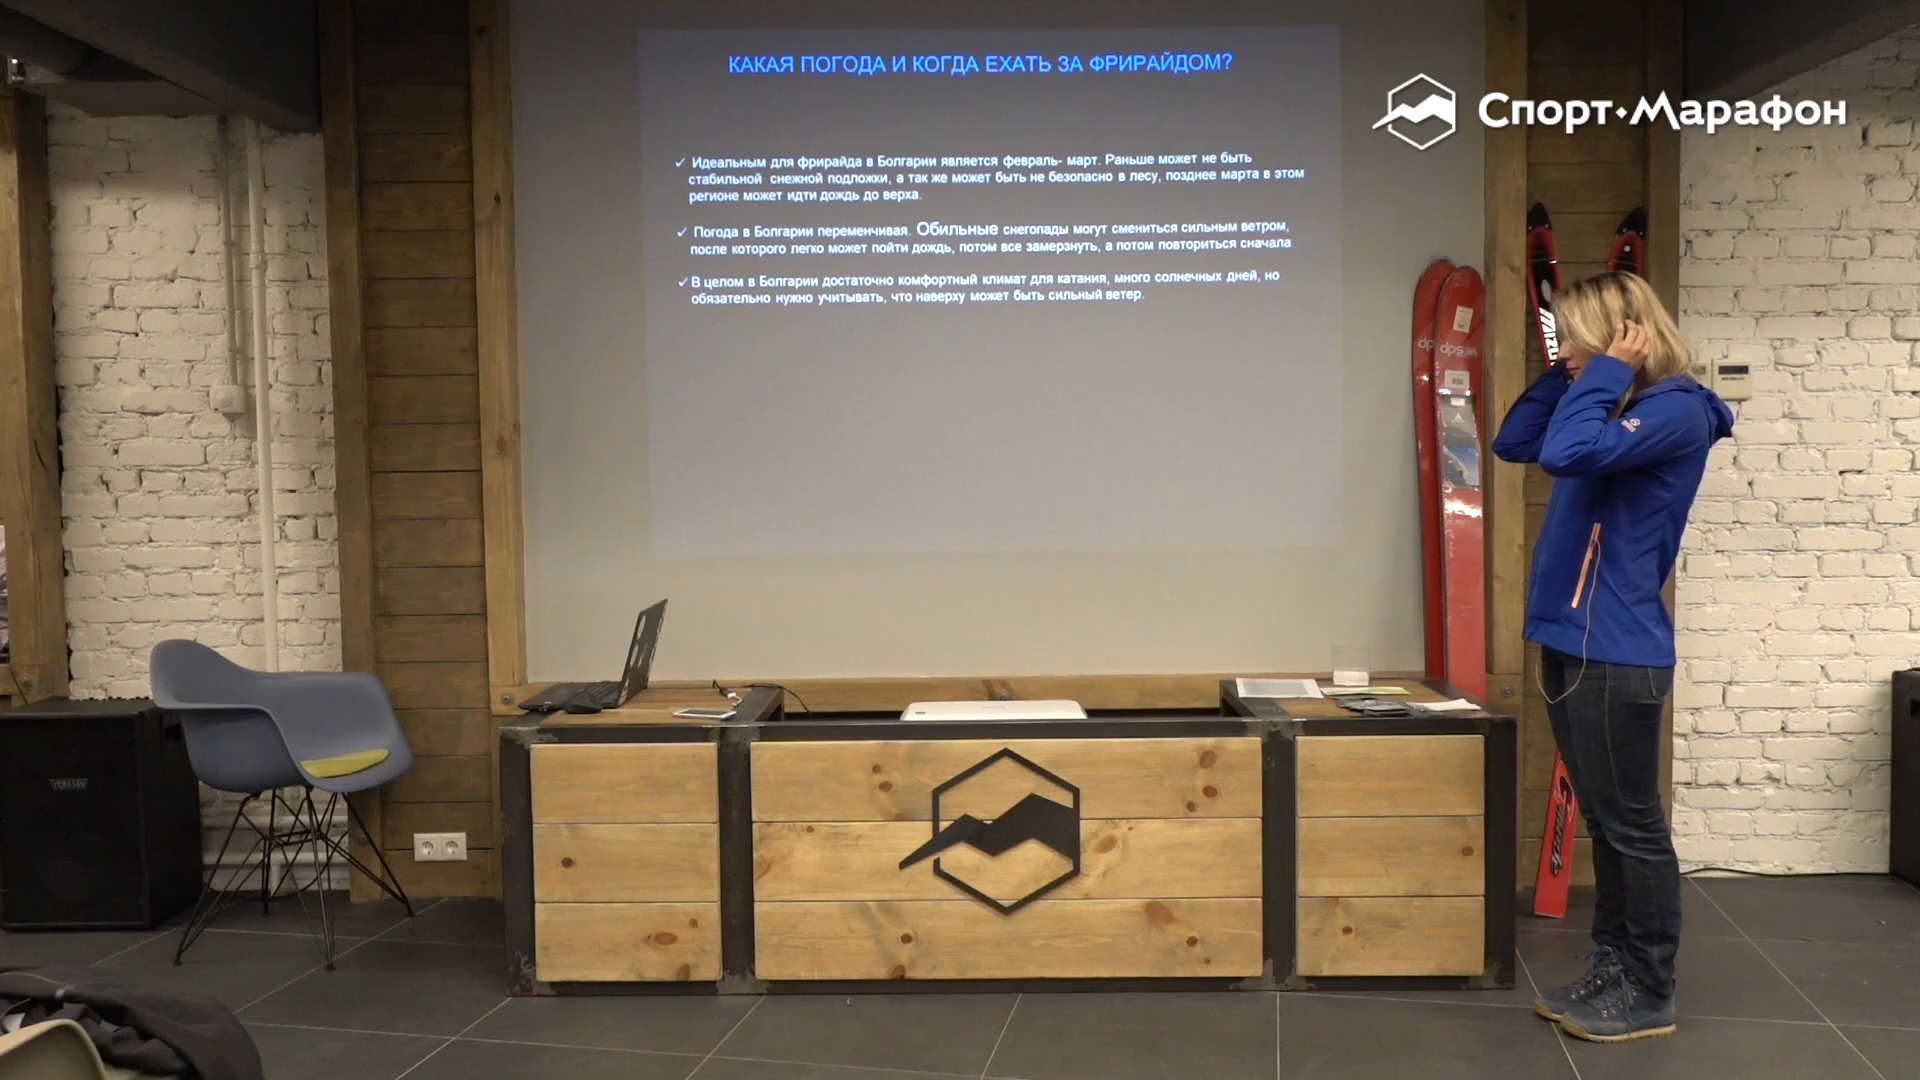 КАКАЯ ПОГОДА И КОГДА ЕХАТЬ ЗА ФРИРАЙДОМ?
Спорт•Марафон
✓ Идеальным для фрирайда в Болгарии является февраль- март. Раньше может не быть
стабильной снежной подложки, а так же может быть не безопасно в лесу, позднее марта в этом
регионе может идти дождь до верха.
✓ Погода в Болгарии переменчивая. Обильные снегопады могут смениться сильным ветром,
после которого легко может пойти дождь, потом все замерзнуть, а потом повториться сначала
✓ В целом в Болгарии достаточно комфортный климат для катания, много солнечных дней, но
обязательно нужно учитывать, что наверху может быть сильный ветер.
dps
dps